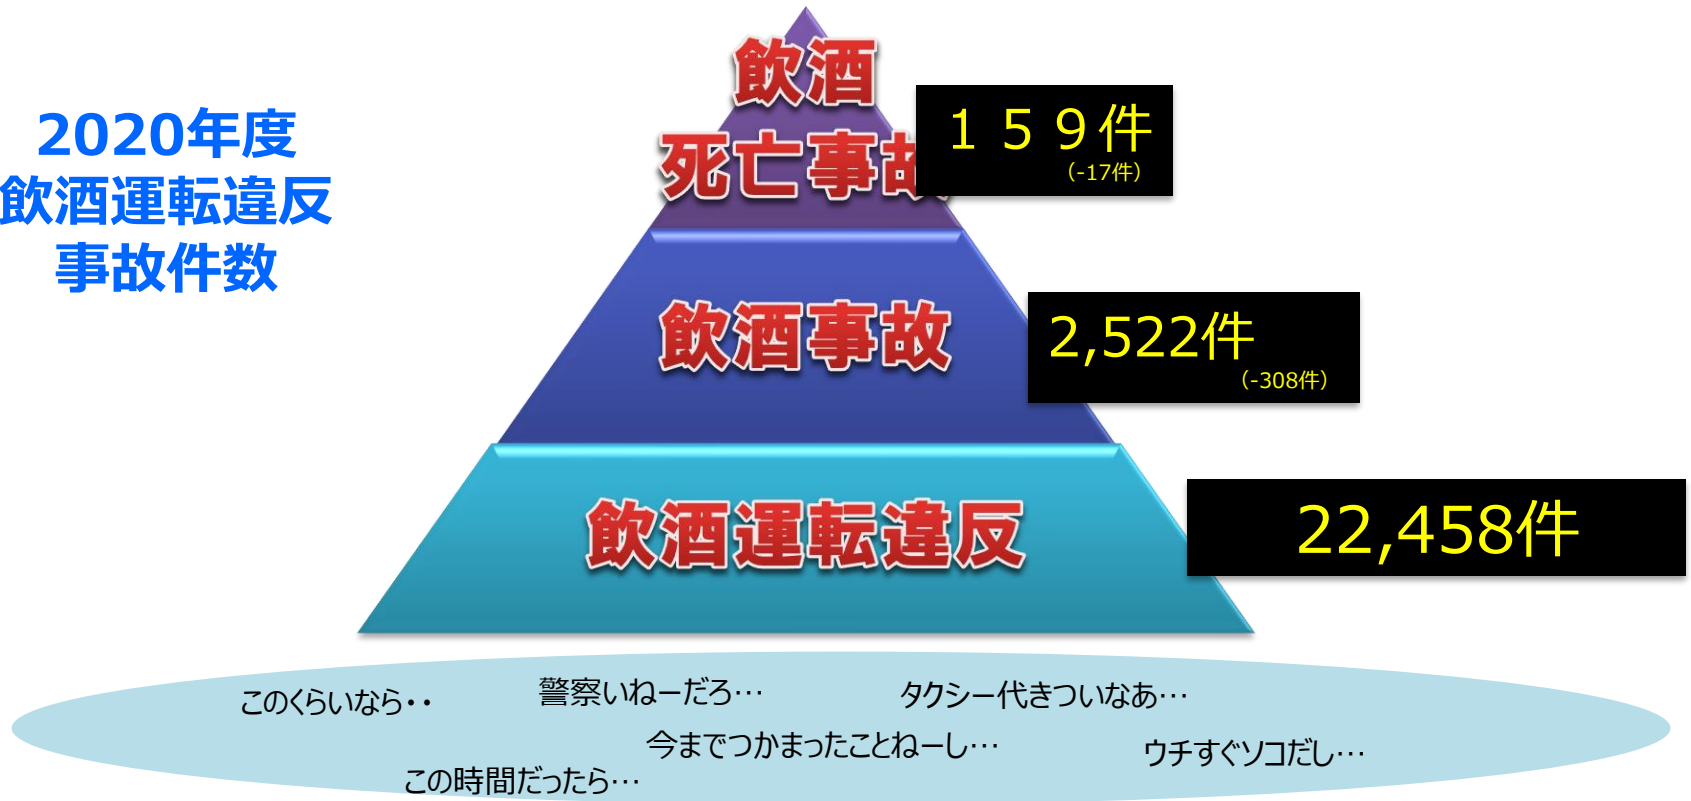 2020年度
飲酒運転違反
事故件数
飲酒
死亡事故
１５９件
（-17件）
飲酒事故
2,522件
（-308件）
飲酒運転違反
22,458件
このくらいなら・・
警察いねーだろ…
タクシー代きついなあ…
今までつかまったことねーし…
ウチすぐソコだし…
この時間だったら…